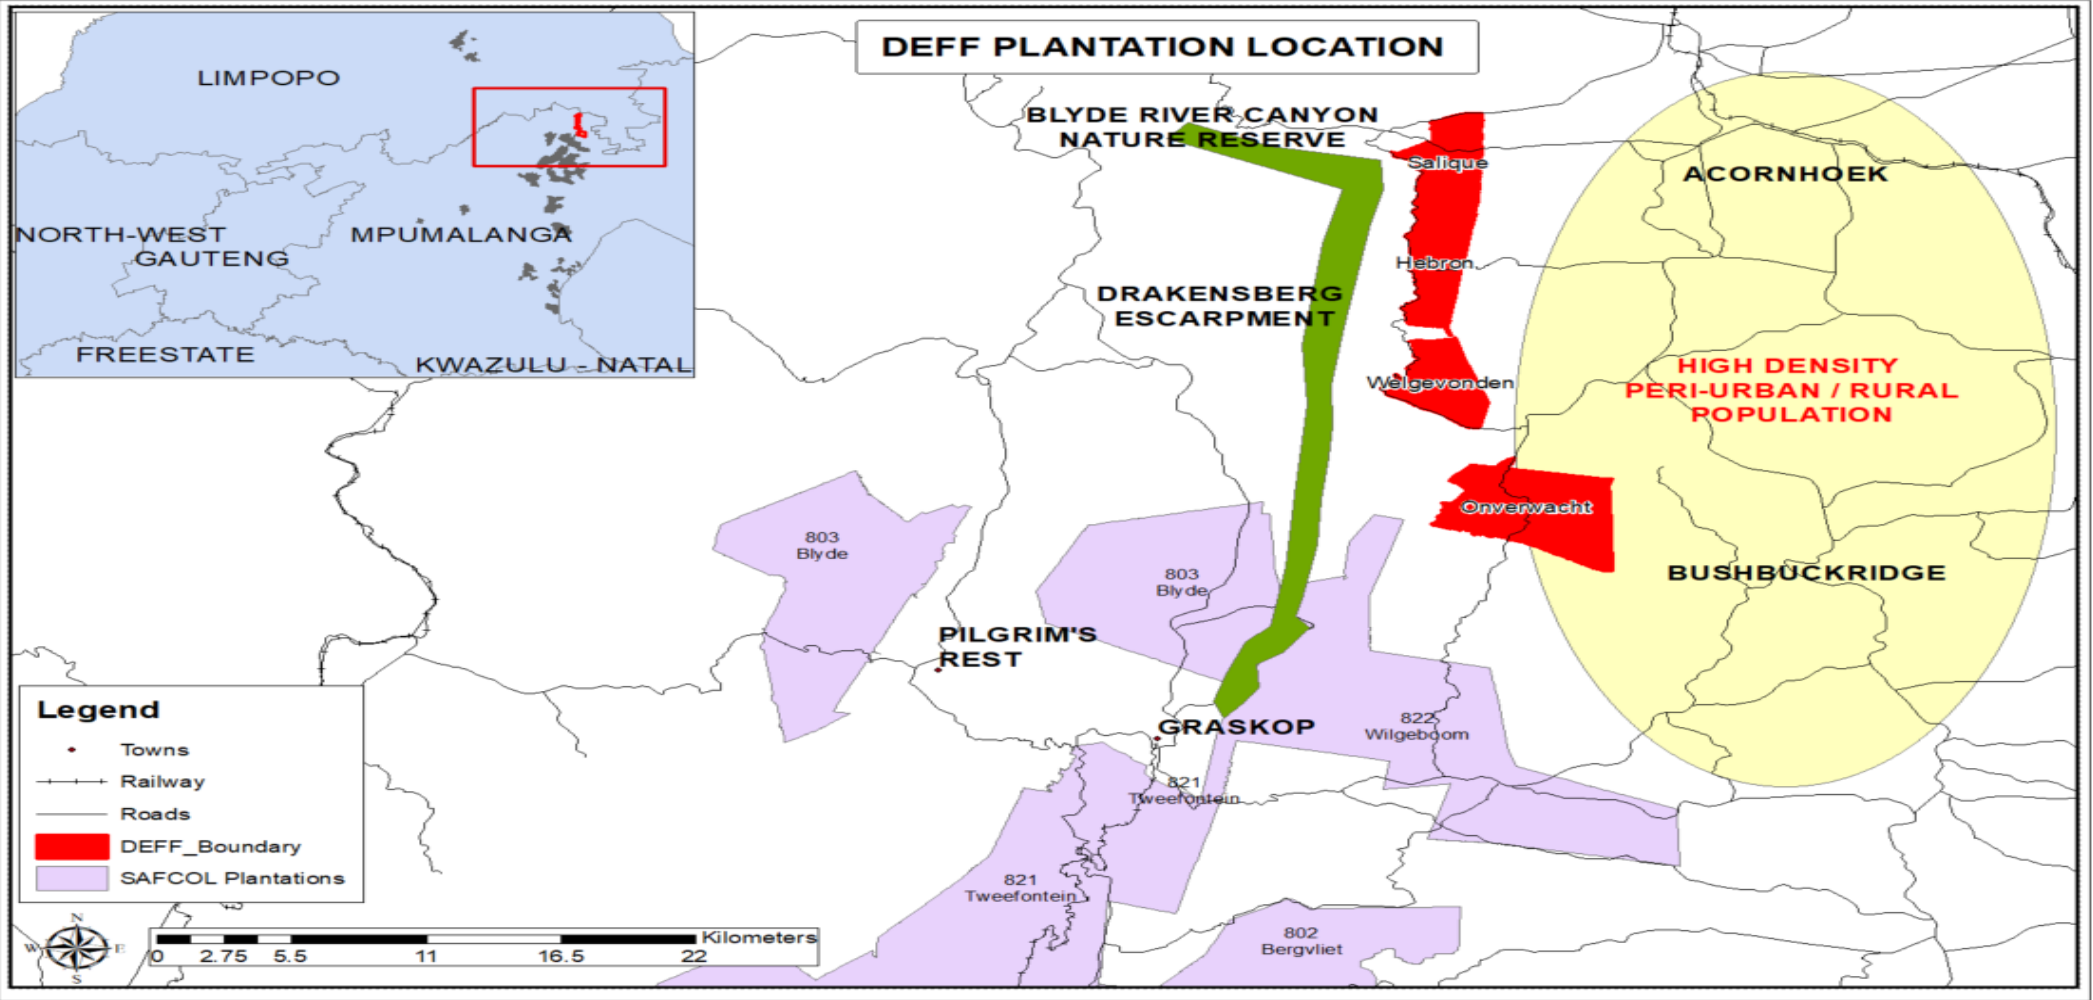 DEFF PLANTATION LOCATION
LIMPOPO
NORTH-WEST
GAUTENG
MPUMALANGA
FREESTATE
KWAZULU - NATAL
BLYDE RIVER CANYON
NATURE RESERVE
Salique
ACORNHOEK
Hebron
DRAKENSBERG
ESCARPMENT
HIGH DENSITY
PERI-URBAN / RURAL
POPULATION
Welgevonden
Onverwacht
803
Blyde
803
Blyde
BUSHBUCKRIDGE
PILGRIM'S
REST
GRASKOP
822
Wilgeboom
821
Tweefontein
821
Tweefontein
802
Bergvliet
Legend
Towns
Railway
Roads
DEFF_Boundary
SAFCOL Plantations
N
W E
S
Kilometers
0 2.75 5.5 11 16.5 22